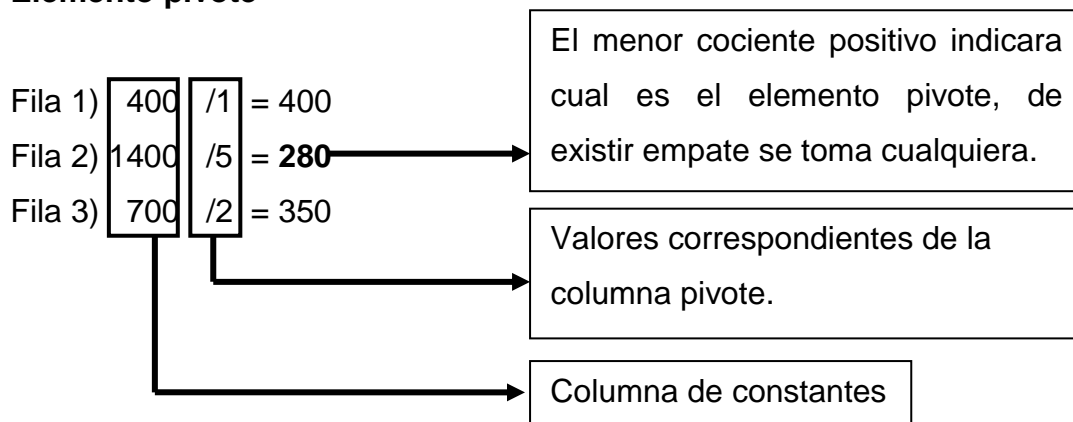 Elemento pivote
Fila 1) 400 /1 = 400
Fila 2) 1400 /5 = 280
Fila 3) 700 /2 = 350
El menor cociente positivo indicara
cual es el elemento pivote, de
existir empate se toma cualquiera.
Valores correspondientes de la
columna pivote.
Columna de constantes